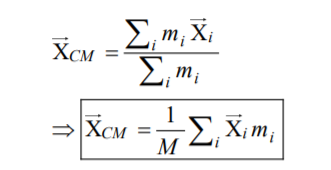 X⃗_CM = ∑_i m_i X⃗_i / ∑_i m_i
⇒ X⃗_CM = 1/M ∑_i X⃗_i m_i